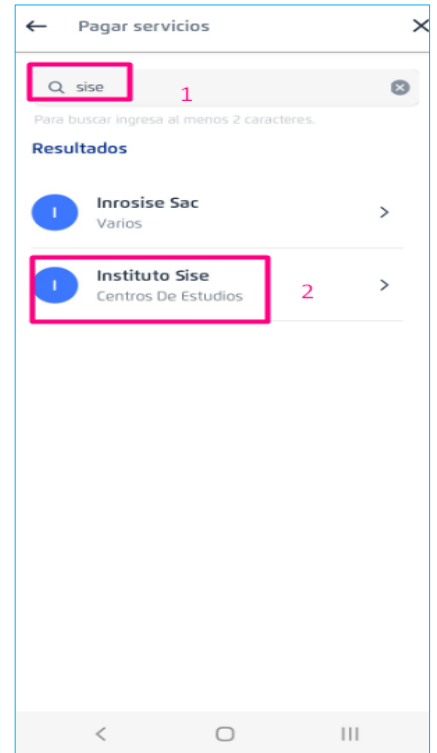 Pagar servicios
sise
1
Para buscar ingresa al menos 2 caracteres.
Resultados
I
Inrosise Sac
Varios
I
Instituto Sise
Centros De Estudios
2